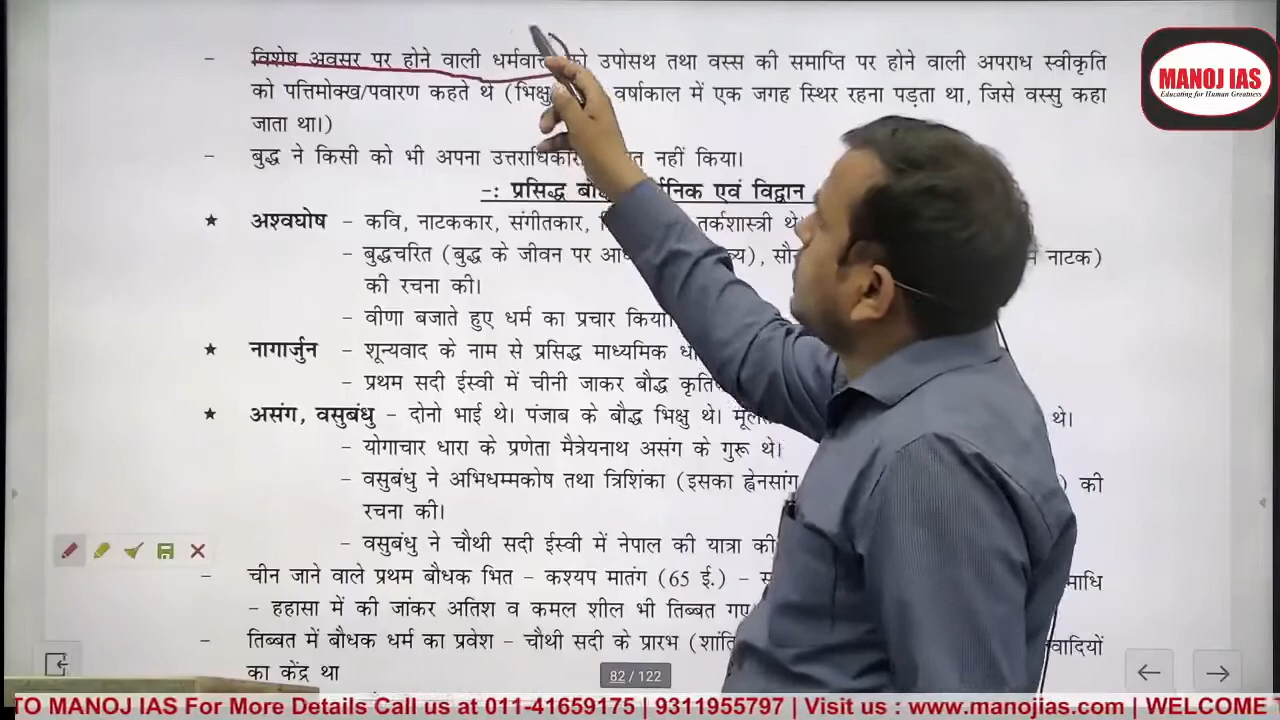 - विशेष अवसर पर होने वाली धर्मवार्ता को उपोसथ तथा वस्स की समाप्ति पर होने वाली अपराध स्वीकृति
को पत्तिमोक्ख/पवारण कहते थे (भिक्षु वर्षाकाल में एक जगह स्थिर रहना पड़ता था, जिसे वस्सु कहा
जाता था।)
- बुद्ध ने किसी को भी अपना नहीं किया।
-: प्रसिद्ध एवं विद्वान
★ अश्वघोष - कवि, नाटककार, संगीतकार, तर्कशास्त्री थे
- बुद्धचरित (बुद्ध के जीवन पर नाटक)
की रचना की।
- वीणा बजाते हुए धर्म का प्रचार किया।
★ नागार्जुन - शून्यवाद के नाम से प्रसिद्ध माध्यमिक
- प्रथम सदी ईस्वी में चीनी जाकर बौद्ध
★ असंग, वसुबंधु - दोनो भाई थे। पंजाब के बौद्ध भिक्षु थे। थे।
- योगाचार धारा के प्रणेता मैत्रेयनाथ असंग के गुरू थे।
- वसुबंधु ने अभिधम्मकोष तथा त्रिशिंका (इसका ह्वेनसांग ) की
रचना की।
- वसुबंधु ने चौथी सदी ईस्वी में नेपाल की यात्रा की
- चीन जाने वाले प्रथम बौधक भित - कश्यप मातंग (65 ई.) -
- हहासा में की जांकर अतिश व कमल शील भी तिब्बत गए
- तिब्बत में बौधक धर्म का प्रवेश - चौथी सदी के प्रारभ
का केंद्र था
82 / 122
MANOJ IAS
Educating for Human Greatness
TO MANOJ IAS For More Details Call us at 011-41659175 | 9311955797 | Visit us : www.manojias.com | WELCOME T